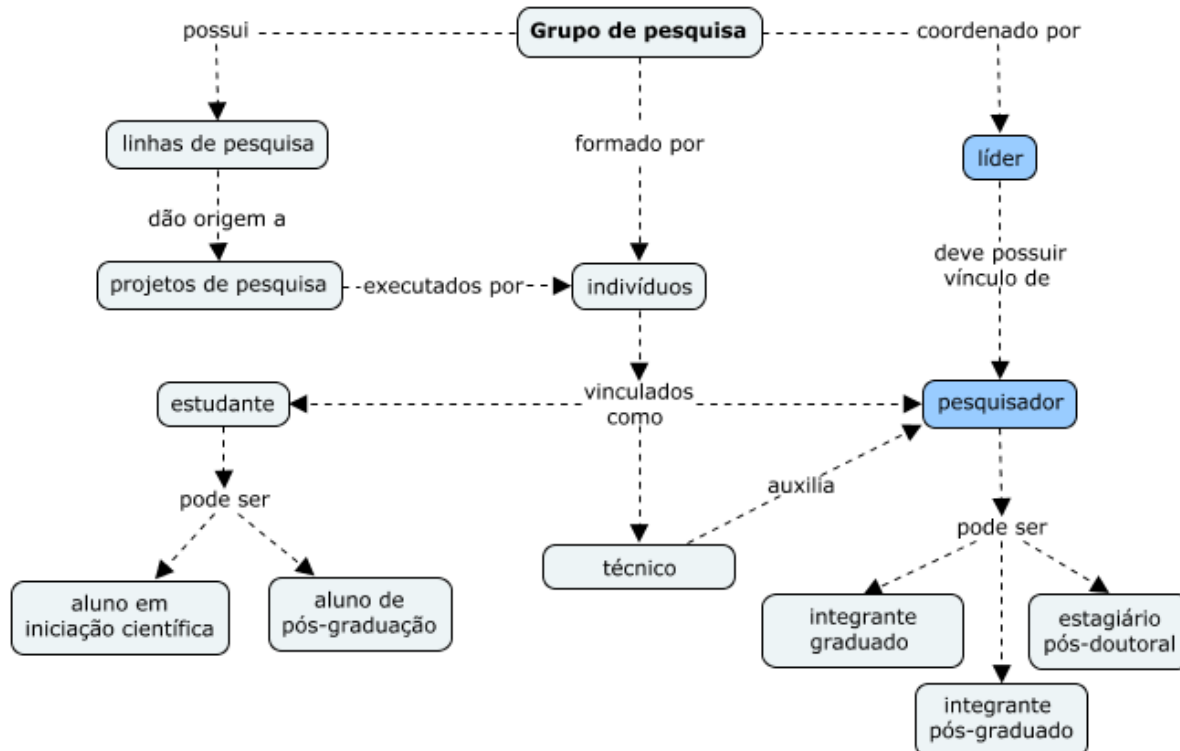 possui
Grupo de pesquisa
coordenado por
linhas de pesquisa
formado por
líder
dão origem a
deve possuir
vínculo de
projetos de pesquisa
executados por
indivíduos
estudante
vinculados
como
pesquisador
auxilia
pode ser
pode ser
técnico
aluno em
iniciação científica
aluno de
pós-graduação
integrante
graduado
estagiário
pós-doutoral
integrante
pós-graduado